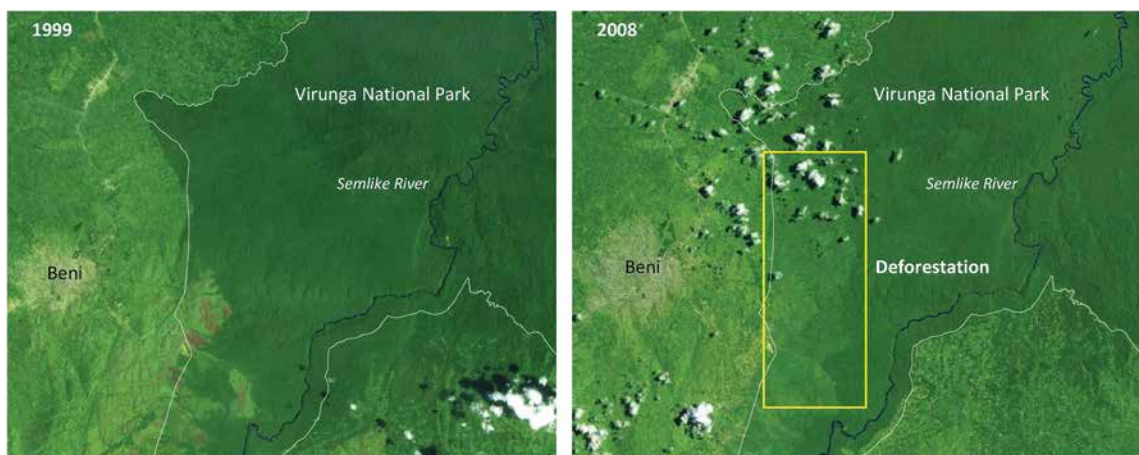 1999
Virunga National Park
Semlike River
Beni
2008
Virunga National Park
Semlike River
Beni
Deforestation